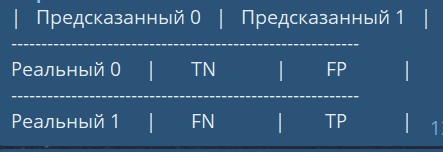 | Предсказанный 0 | Предсказанный 1 |
----------------------------------------------------------
Реальный 0 | TN | FP |
----------------------------------------------------------
Реальный 1 | FN | TP |